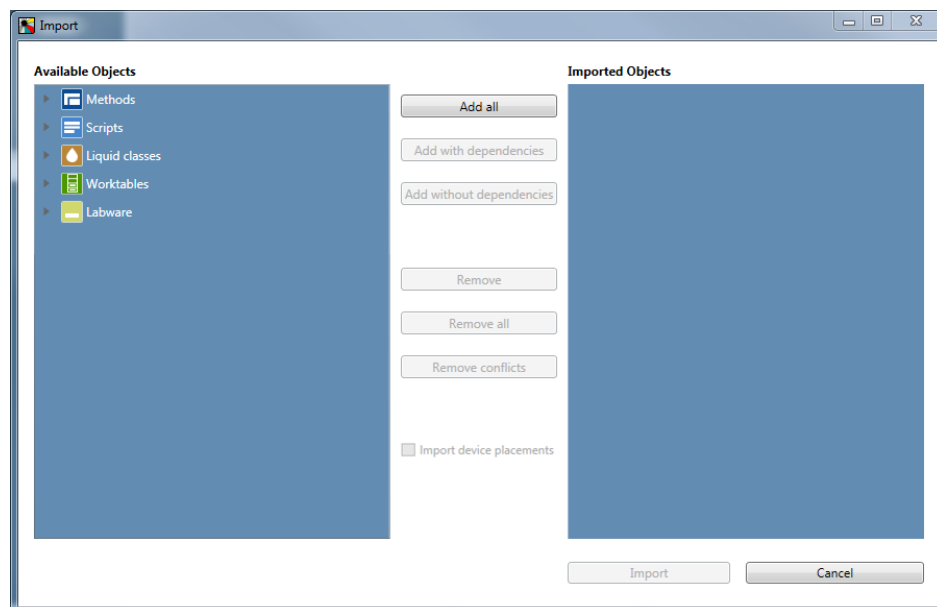 Import
Available Objects
Methods
Scripts
Liquid classes
Worktables
Labware
Add all
Add with dependencies
Add without dependencies
Remove
Remove all
Remove conflicts
Import device placements
Imported Objects
Import
Cancel